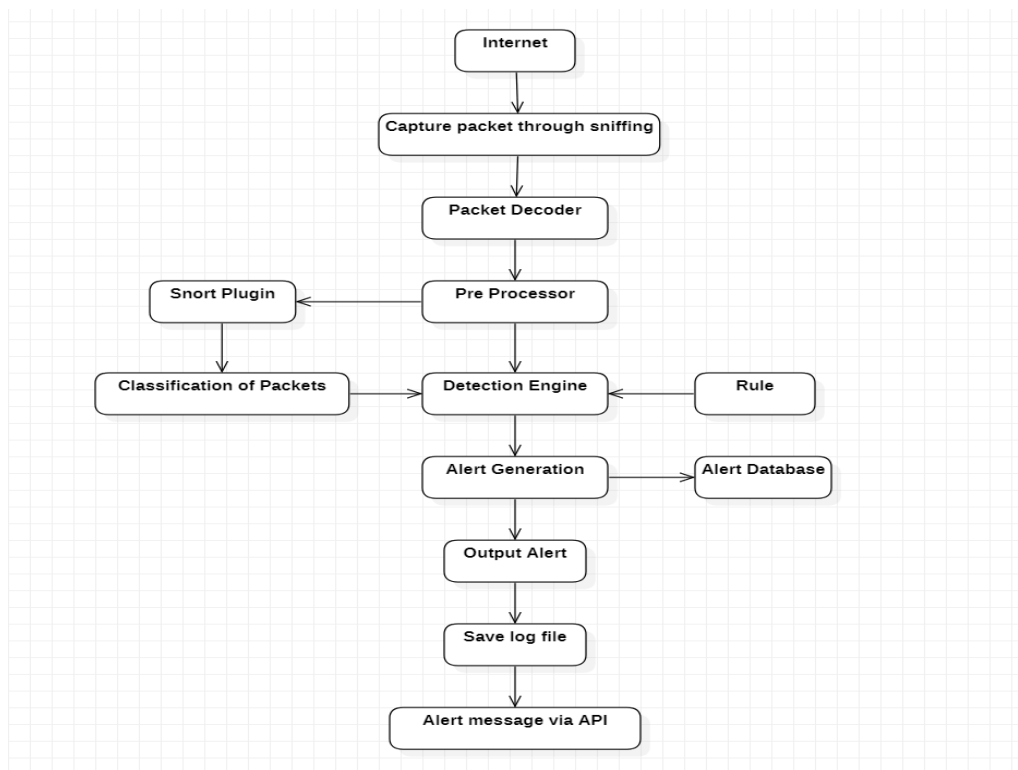 Internet
Capture packet through sniffing
Packet Decoder
Snort Plugin
Pre Processor
Classification of Packets
Detection Engine
Rule
Alert Generation
Alert Database
Output Alert
Save log file
Alert message via API